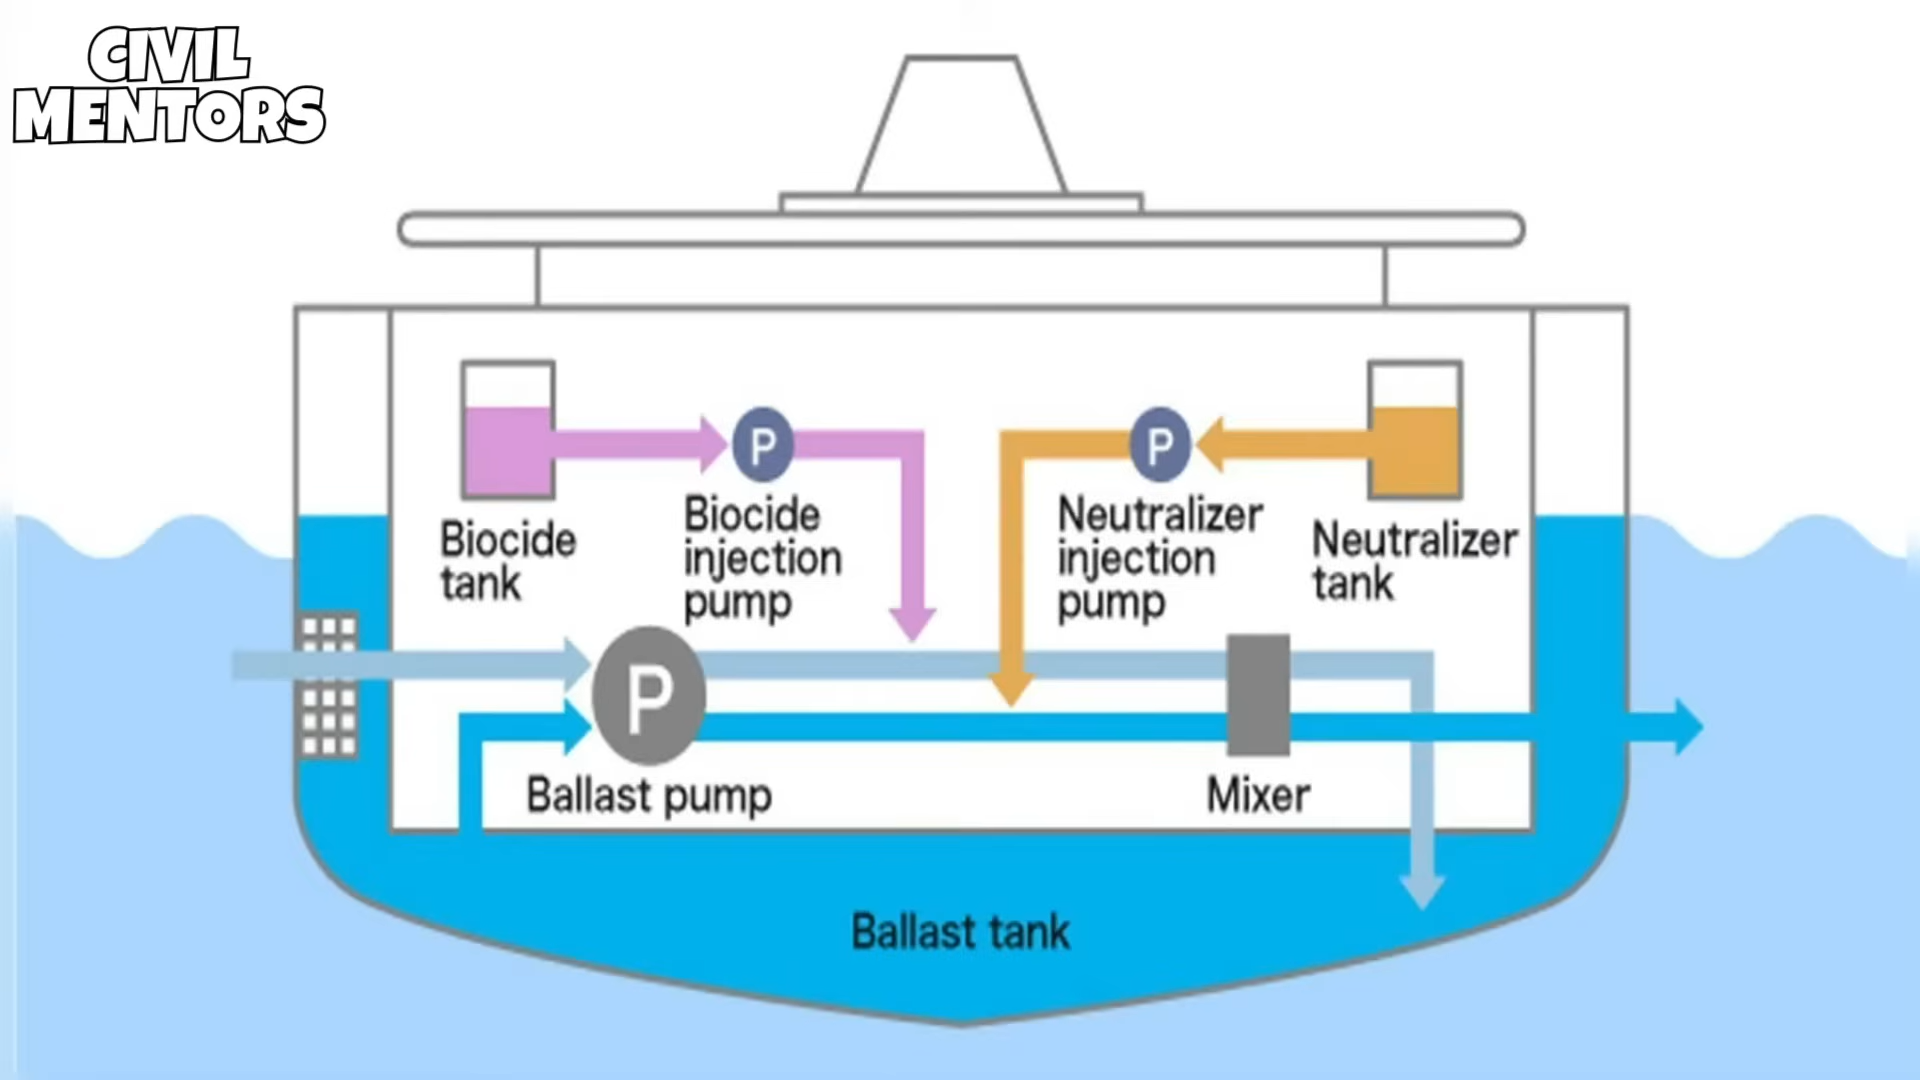 CIVIL
MENTORS
P
P
Biocide
tank
Biocide
injection
pump
Neutralizer
injection
pump
Neutralizer
tank
P
Ballast pump
Mixer
Ballast tank